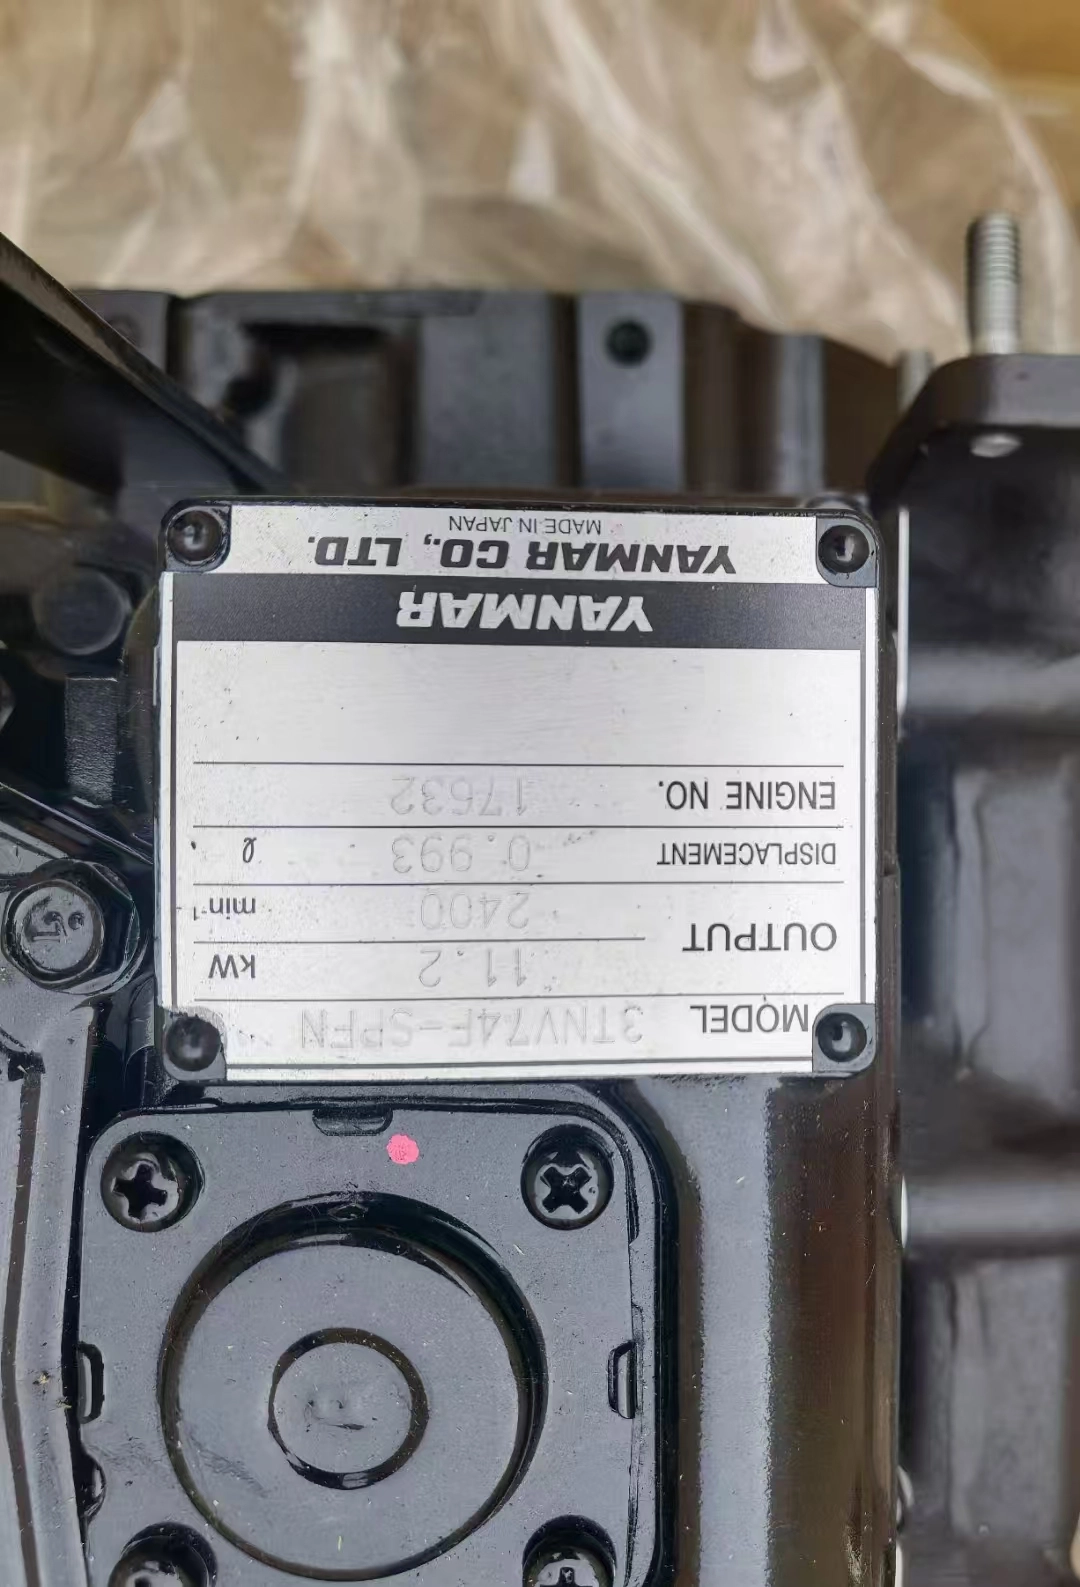 MODEL 3TNV74F-SPFN
OUTPUT 11.2 kW
2400 min⁻¹
DISPLACEMENT 0.993 ℓ
ENGINE NO. 17632
YANMAR
YANMAR CO., LTD.
MADE IN JAPAN